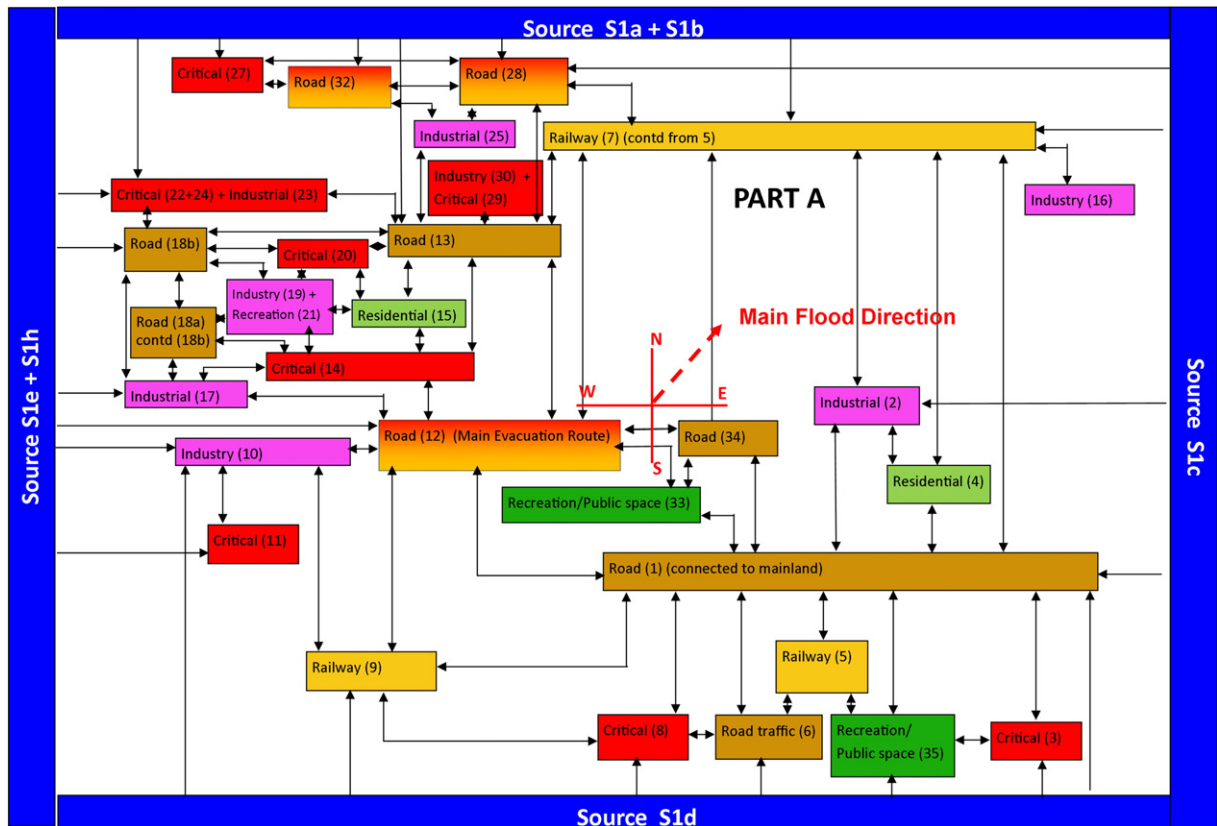 Source S1a + S1b
Critical (27)
Road (32)
Road (28)
Industrial (25)
Railway (7) (contd from 5)
Industry (30) +
Critical (29)
Critical (22+24) + Industrial (23)
PART A
Industry (16)
Road (18b)
Road (13)
Critical (20)
Industry (19) +
Recreation (21)
Residential (15)
Road (18a)
contd (18b)
Main Flood Direction
N
W
E
S
Critical (14)
Industrial (17)
Industrial (2)
Road (12) (Main Evacuation Route)
Road (34)
Industry (10)
Residential (4)
Recreation/Public space (33)
Critical (11)
Road (1) (connected to mainland)
Railway (9)
Railway (5)
Critical (8)
Road traffic (6)
Recreation/
Public space (35)
Critical (3)
Source S1e + S1h
Source S1c
Source S1d